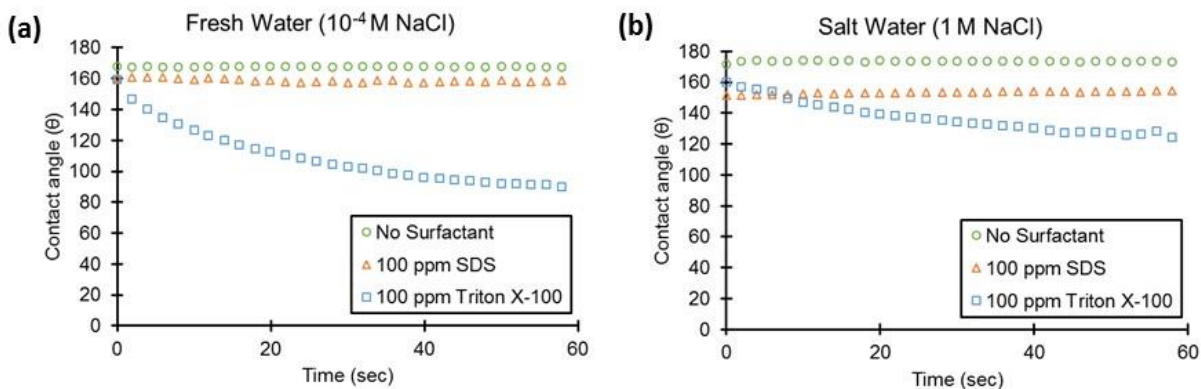 (a)
Fresh Water (10⁻⁴ M NaCl)
180
160
140
120
100
80
60
40
20
0
Contact angle (θ)
No Surfactant
100 ppm SDS
100 ppm Triton X-100
0 20 40 60
Time (sec)
(b)
Salt Water (1 M NaCl)
180
160
140
120
100
80
60
40
20
0
Contact angle (θ)
No Surfactant
100 ppm SDS
100 ppm Triton X-100
0 20 40 60
Time (sec)